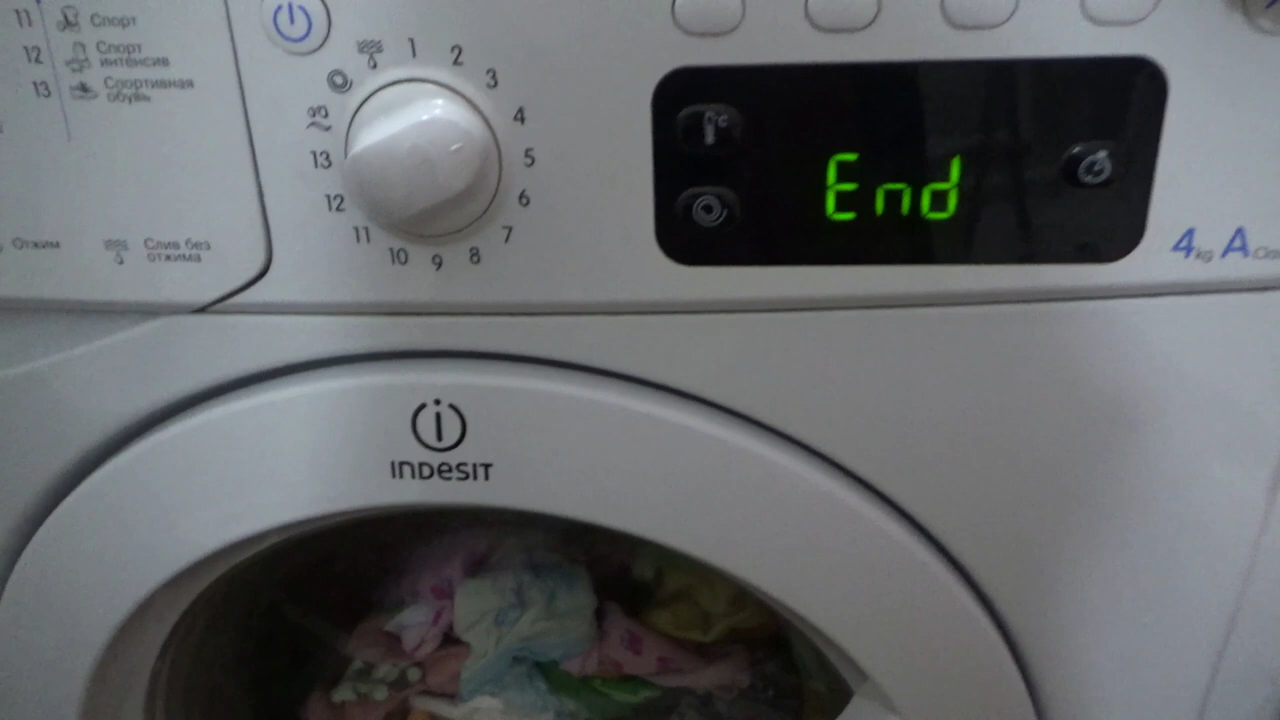 11 Спорт
12 Спорт
интенсив
13 Спортивная
обувь
Отжим
Слив без
отжима
1
2
3
4
5
6
7
8
9
10
11
12
13
°C
End
4kg A
INDESIT